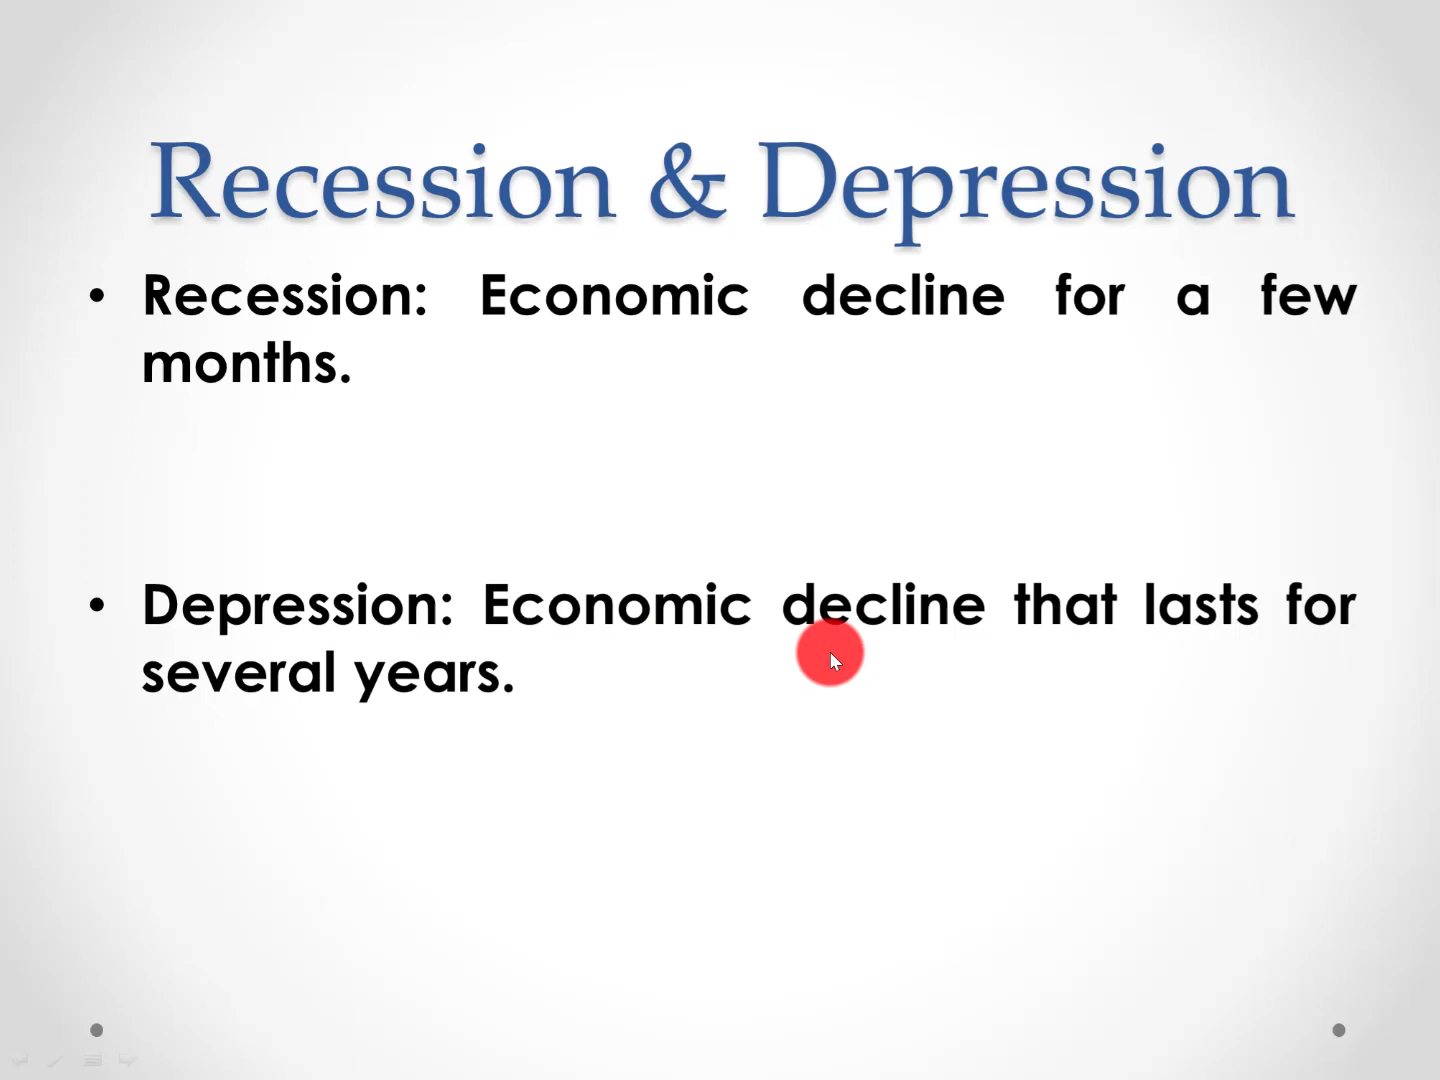 Recession & Depression
• Recession: Economic decline for a few
months.
• Depression: Economic decline that lasts for
several years.